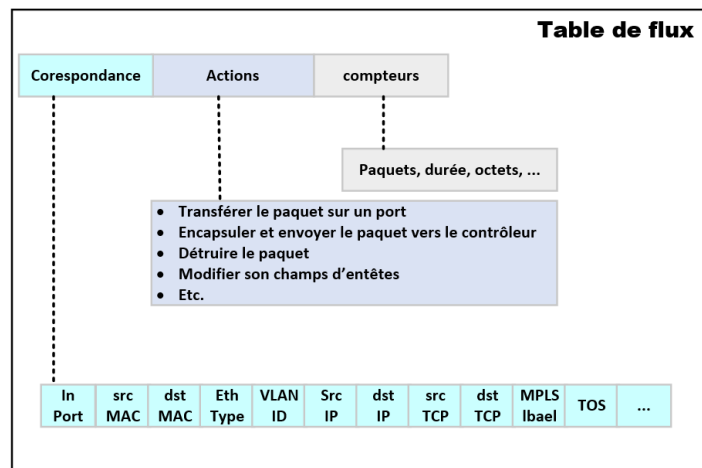 Table de flux
Corespondance Actions compteurs
Paquets, durée, octets, ...
• Transférer le paquet sur un port
• Encapsuler et envoyer le paquet vers le contrôleur
• Détruire le paquet
• Modifier son champs d'entêtes
• Etc.
In src dst Eth VLAN Src dst src dst MPLS TOS ...
Port MAC MAC Type ID IP IP TCP TCP lbael